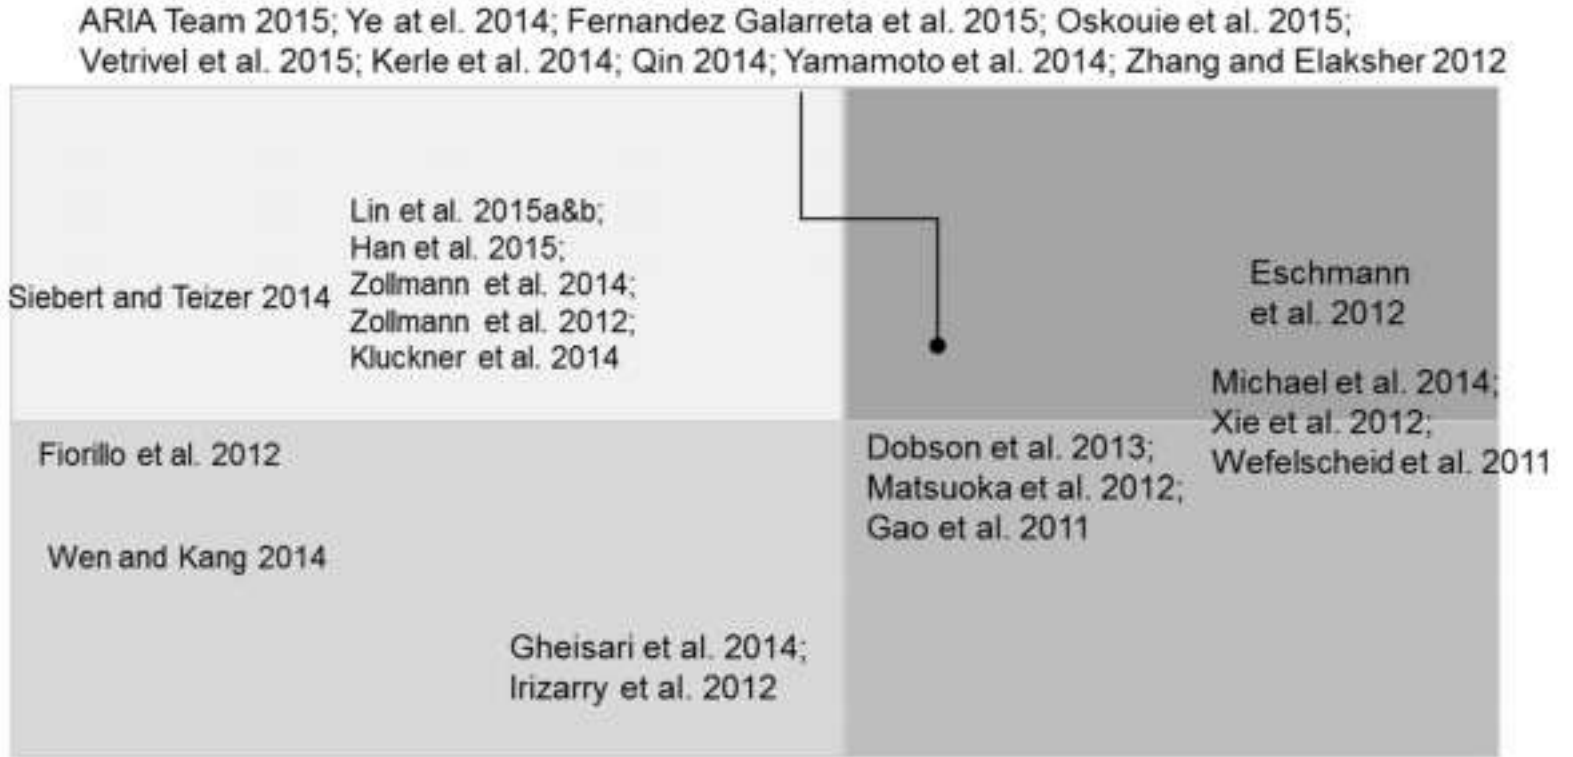 ARIA Team 2015; Ye at el. 2014; Fernandez Galarreta et al. 2015; Oskouie et al. 2015;
Vetrivel et al. 2015; Kerle et al. 2014; Qin 2014; Yamamoto et al. 2014; Zhang and Elaksher 2012
Siebert and Teizer 2014
Lin et al. 2015a&b;
Han et al. 2015;
Zollmann et al. 2014;
Zollmann et al. 2012;
Kluckner et al. 2014
Eschmann
et al. 2012
Michael et al. 2014;
Xie et al. 2012;
Wefelscheid et al. 2011
Fiorillo et al. 2012
Wen and Kang 2014
Gheisari et al. 2014;
Irizarry et al. 2012
Dobson et al. 2013;
Matsuoka et al. 2012;
Gao et al. 2011